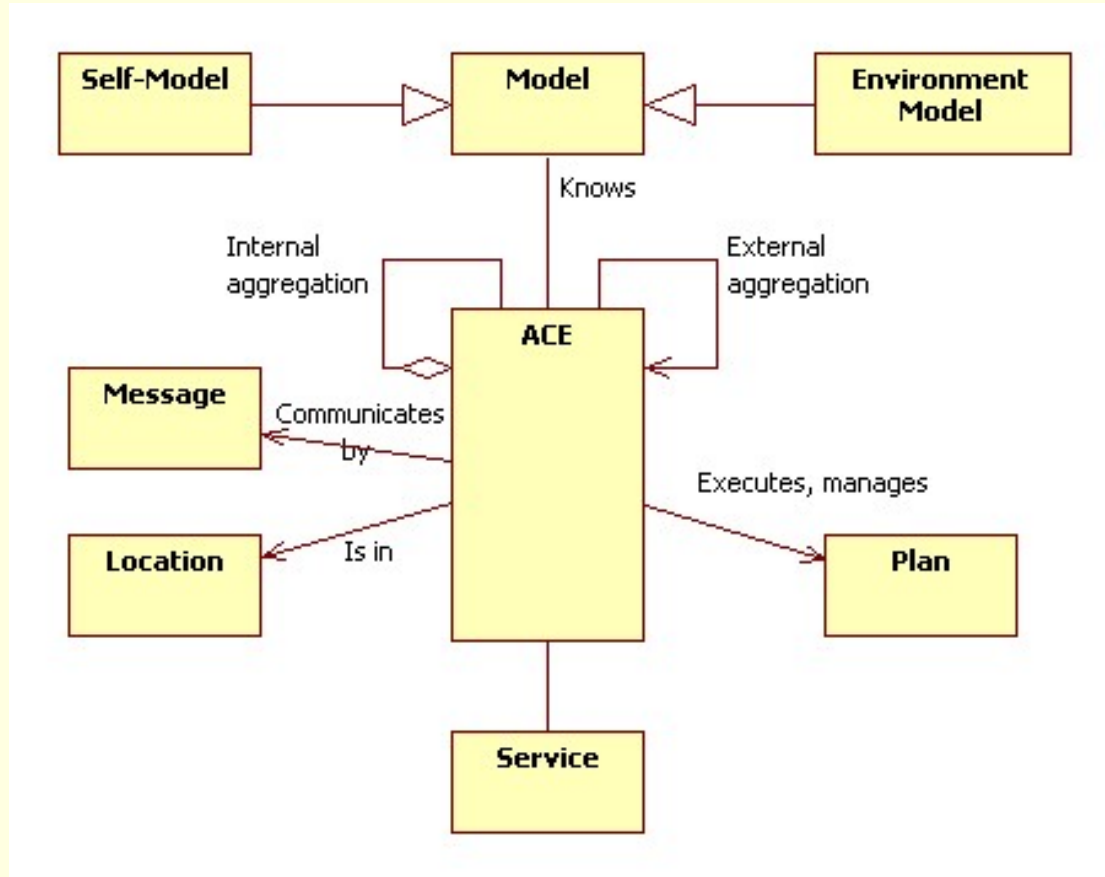 Self-Model
Model
Environment
Model
Knows
Internal
aggregation
External
aggregation
ACE
Message
Communicates
by
Executes, manages
Location
Is in
Plan
Service